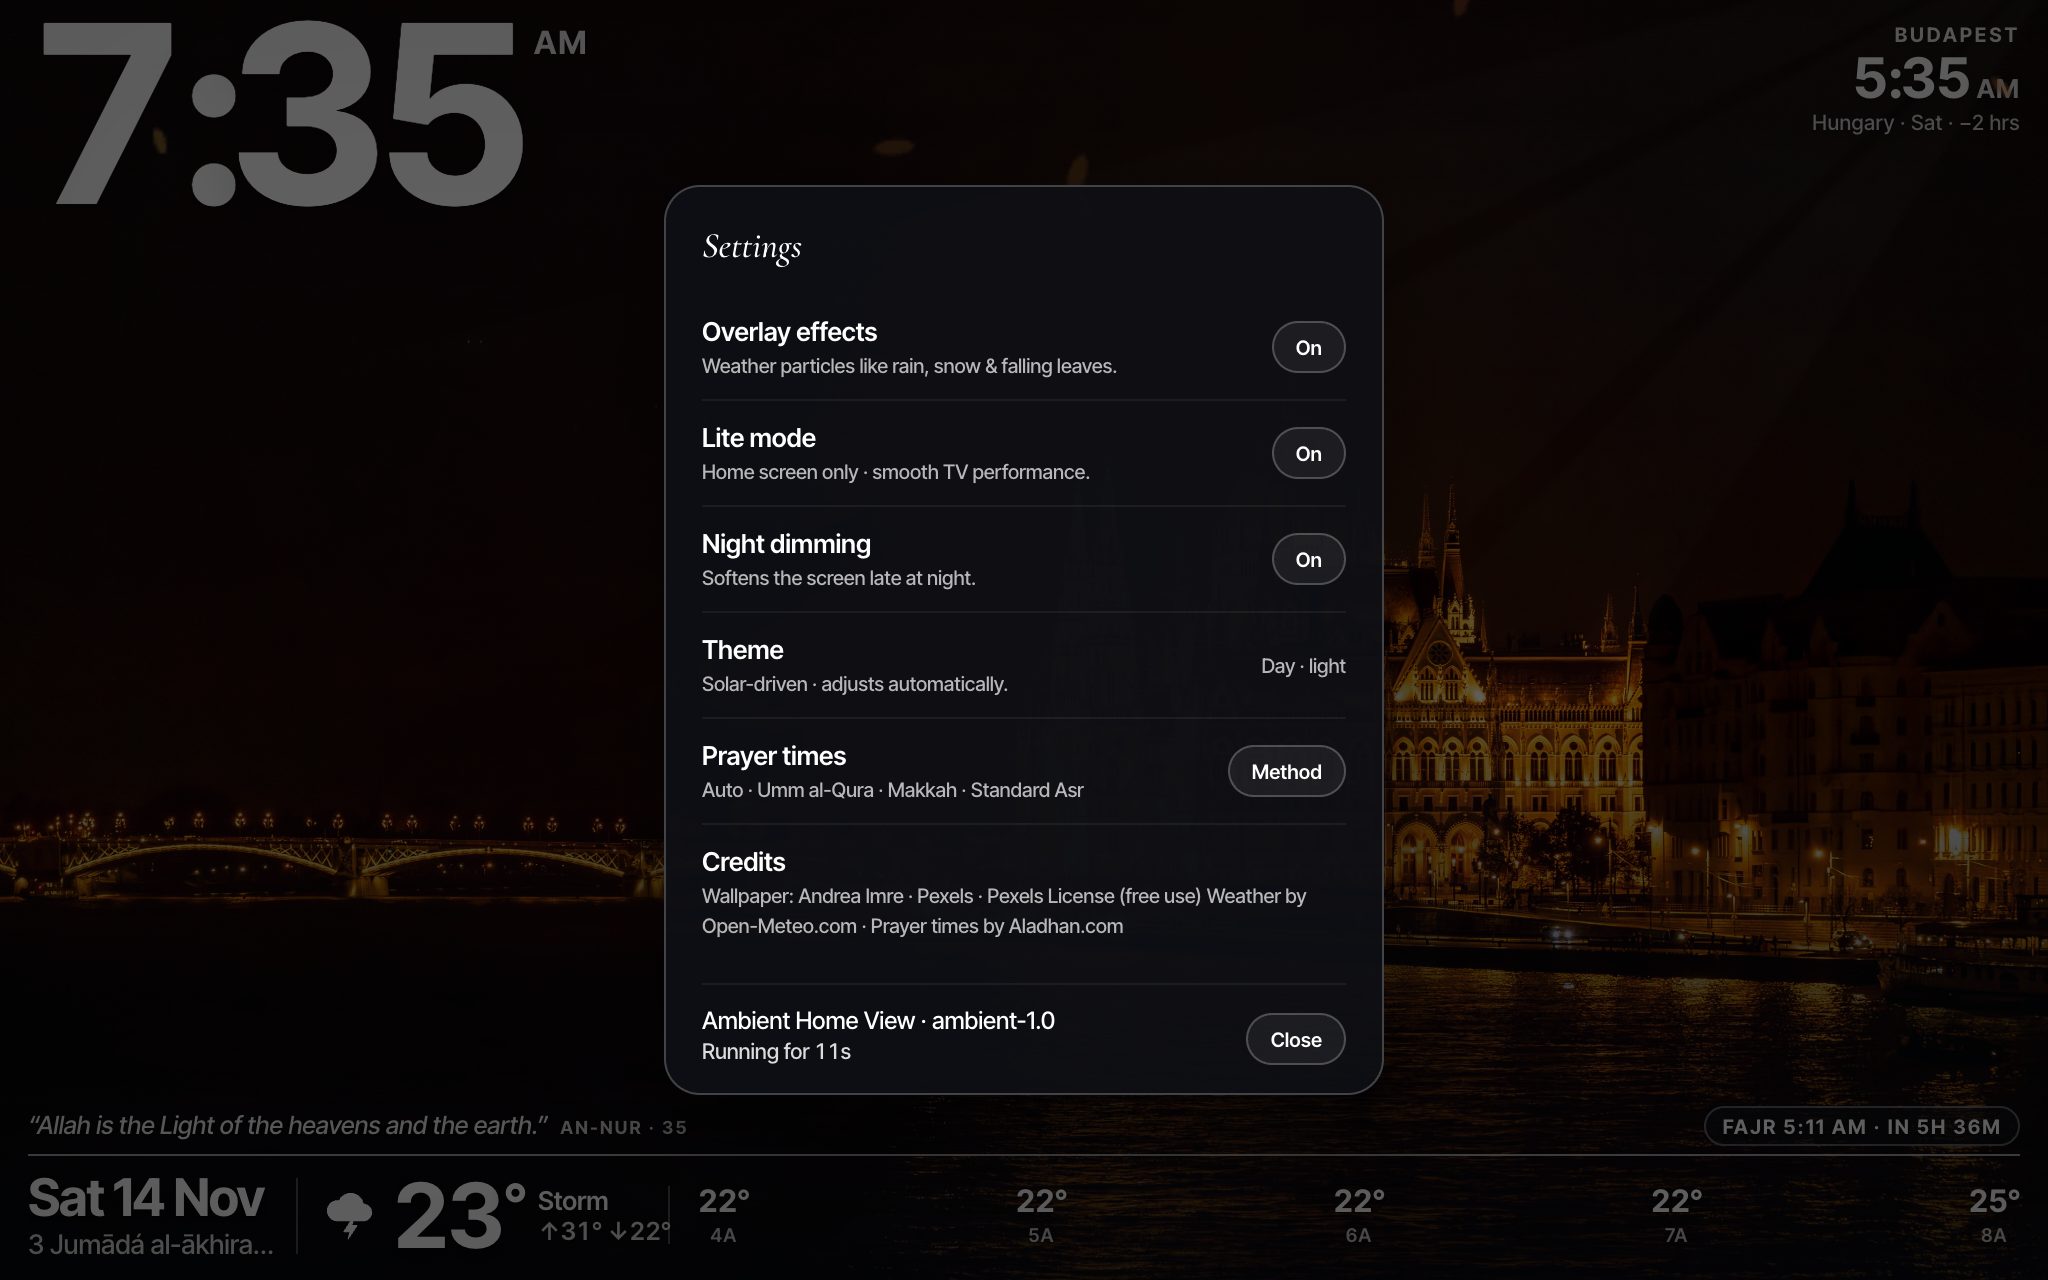 7:35 AM
BUDAPEST
5:35 AM
Hungary · Sat · −2 hrs
Settings
Overlay effects
Weather particles like rain, snow & falling leaves.
On
Lite mode
Home screen only · smooth TV performance.
On
Night dimming
Softens the screen late at night.
On
Theme
Solar-driven · adjusts automatically.
Day · light
Prayer times
Auto · Umm al-Qura · Makkah · Standard Asr
Method
Credits
Wallpaper: Andrea Imre · Pexels · Pexels License (free use) Weather by
Open-Meteo.com · Prayer times by Aladhan.com
Ambient Home View · ambient-1.0
Running for 11s
Close
“Allah is the Light of the heavens and the earth.” AN-NUR · 35
FAJR 5:11 AM · IN 5H 36M
Sat 14 Nov
3 Jumādá al-ākhira...
23°
Storm
↑31° ↓22°
22° 22° 22° 22° 25°
4A 5A 6A 7A 8A